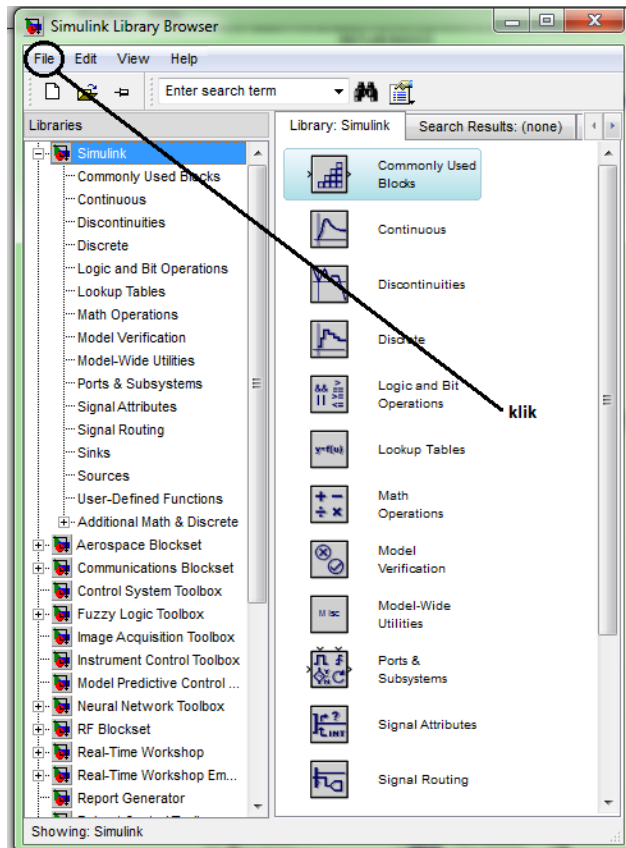 Simulink Library Browser
File Edit View Help
Enter search term
Libraries
Library: Simulink
Search Results: (none)
Simulink
Commonly Used Blocks
Continuous
Discontinuities
Discrete
Logic and Bit Operations
Lookup Tables
Math Operations
Model Verification
Model-Wide Utilities
Ports & Subsystems
Signal Attributes
Signal Routing
Sinks
Sources
User-Defined Functions
Additional Math & Discrete
Aerospace Blockset
Communications Blockset
Control System Toolbox
Fuzzy Logic Toolbox
Image Acquisition Toolbox
Instrument Control Toolbox
Model Predictive Control ...
Neural Network Toolbox
RF Blockset
Real-Time Workshop
Real-Time Workshop Em...
Report Generator
Commonly Used
Blocks
Continuous
Discontinuities
Discrete
&& >
|| >=
<=
Logic and Bit
Operations
klik
y=f(u)
Lookup Tables
+ −
÷ ×
Math
Operations
Model
Verification
Misc
Model-Wide
Utilities
Ports &
Subsystems
?
INT
Signal Attributes
Signal Routing
Showing: Simulink